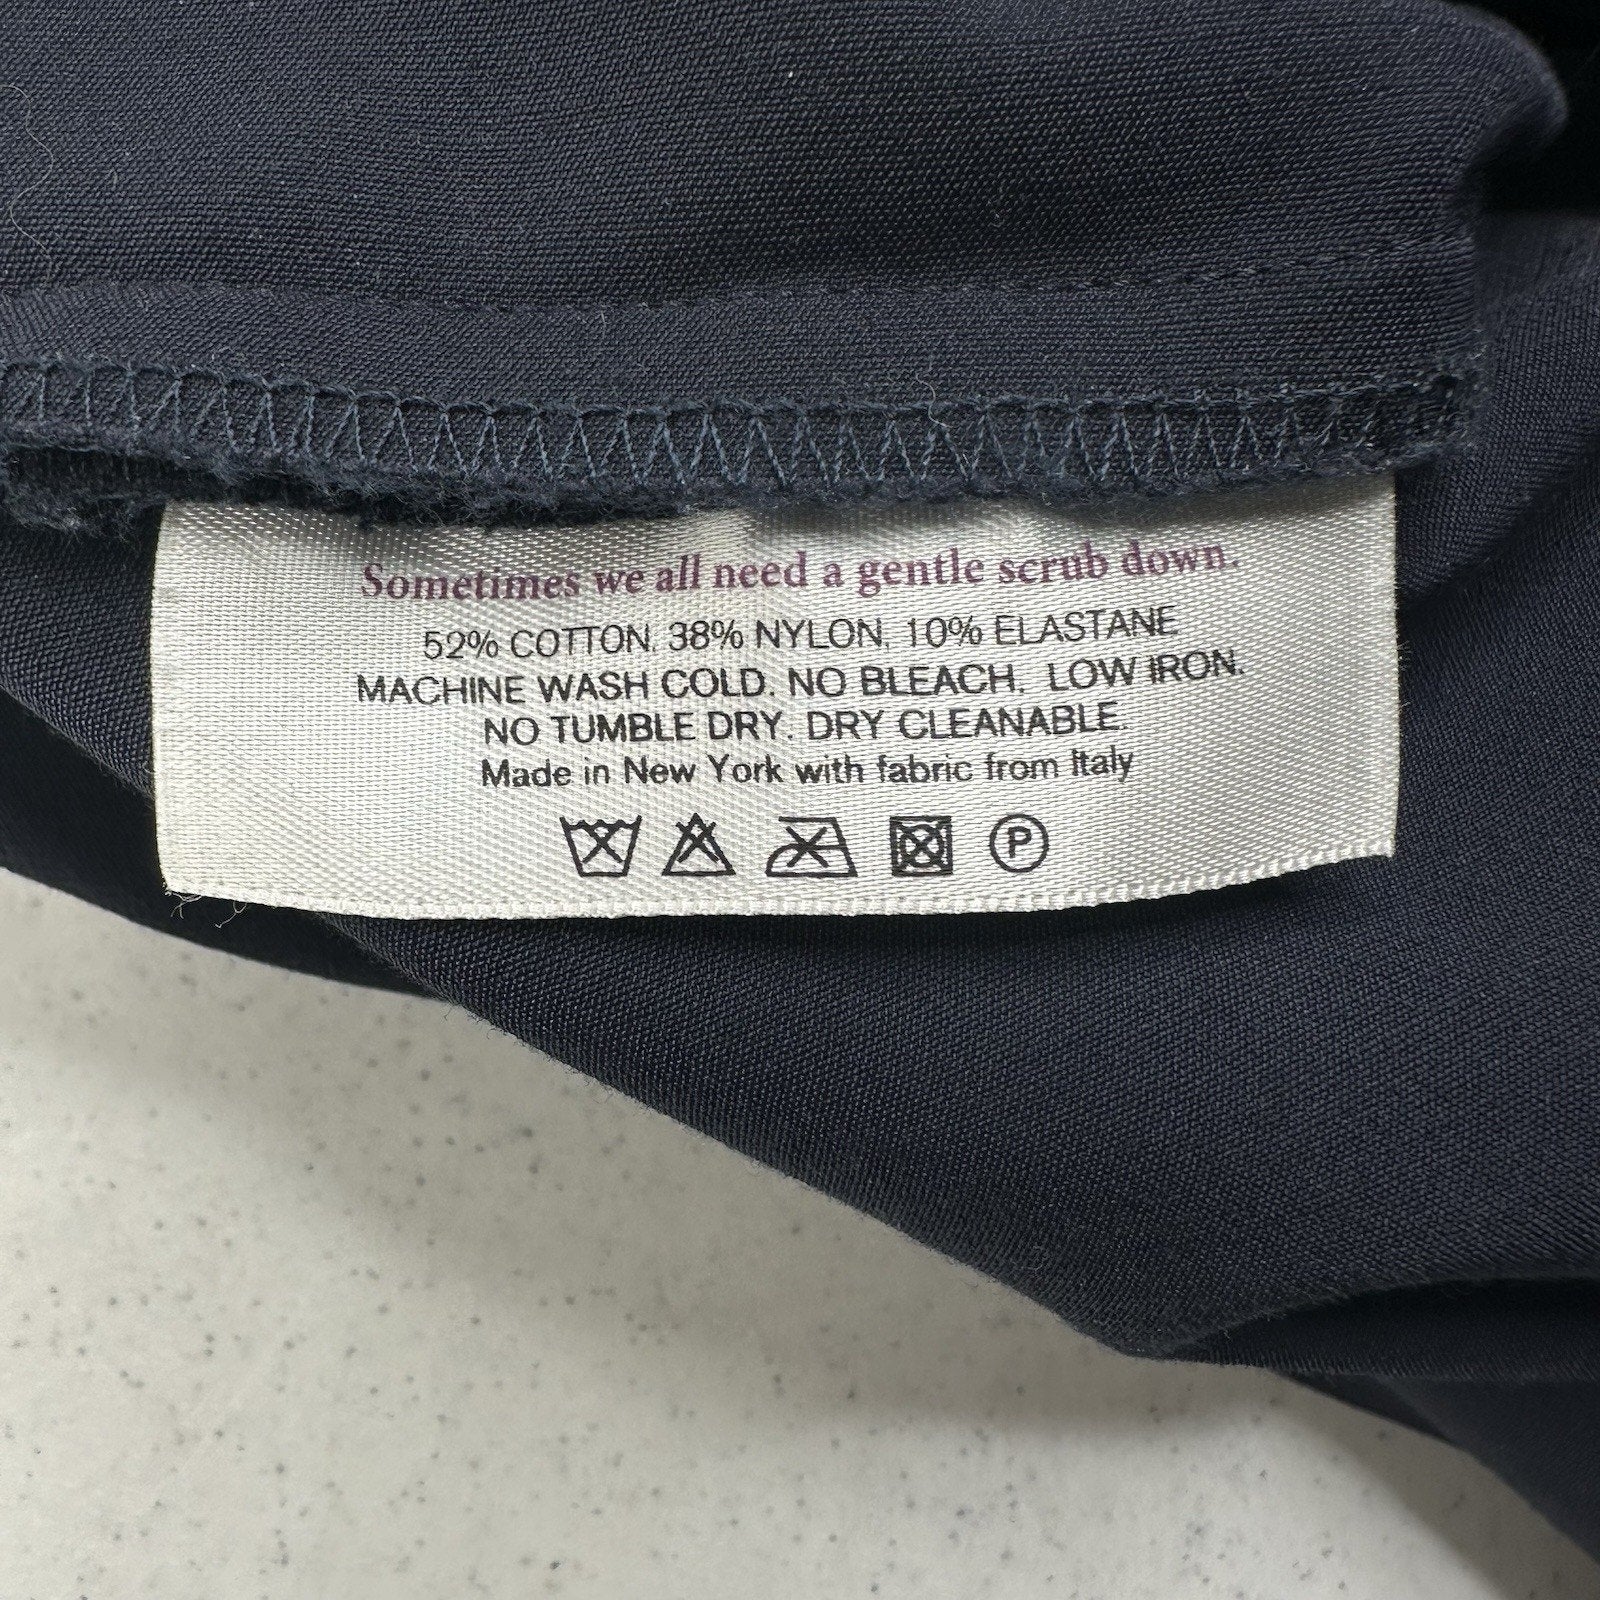 Sometimes we all need a gentle scrub down.
52% COTTON, 38% NYLON, 10% ELASTANE
MACHINE WASH COLD. NO BLEACH. LOW IRON.
NO TUMBLE DRY. DRY CLEANABLE.
Made in New York with fabric from Italy
P